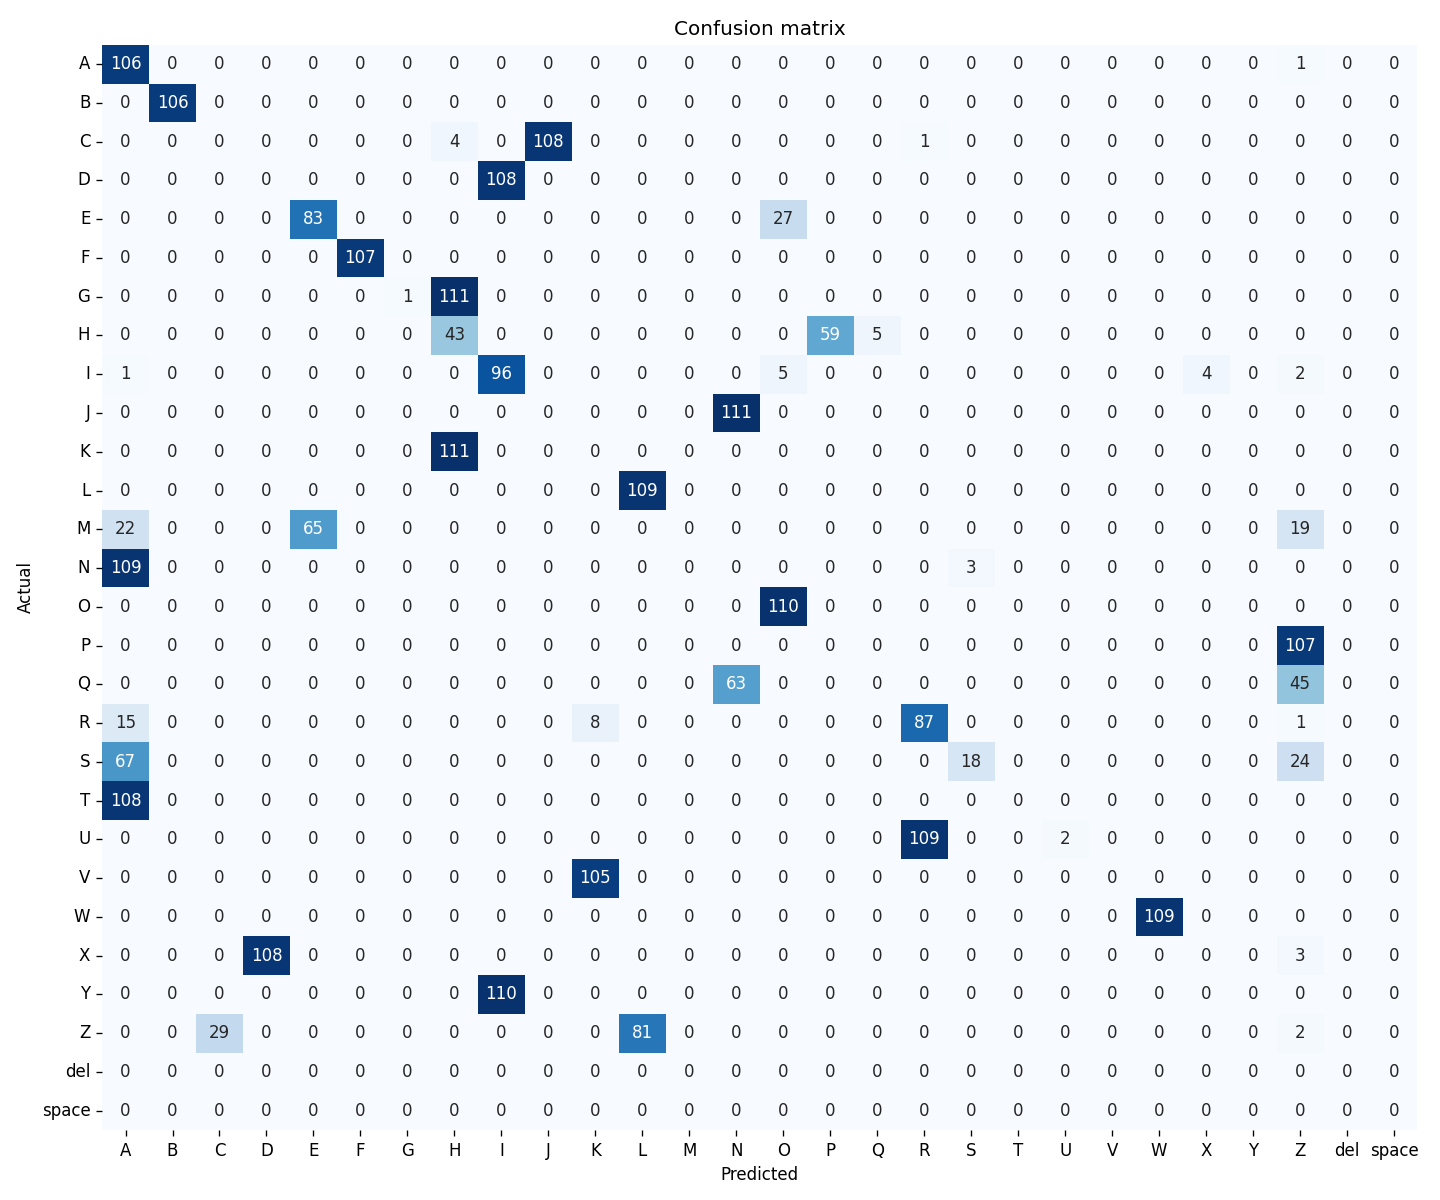 Confusion matrix
A 106 0 0 0 0 0 0 0 0 0 0 0 0 0 0 0 0 0 0 0 0 0 0 0 0 1 0 0
B 0 106 0 0 0 0 0 0 0 0 0 0 0 0 0 0 0 0 0 0 0 0 0 0 0 0 0 0
C 0 0 0 0 0 0 0 4 0 108 0 0 0 0 0 0 0 1 0 0 0 0 0 0 0 0 0 0
D 0 0 0 0 0 0 0 0 108 0 0 0 0 0 0 0 0 0 0 0 0 0 0 0 0 0 0 0
E 0 0 0 0 83 0 0 0 0 0 0 0 0 0 27 0 0 0 0 0 0 0 0 0 0 0 0 0
F 0 0 0 0 0 107 0 0 0 0 0 0 0 0 0 0 0 0 0 0 0 0 0 0 0 0 0 0
G 0 0 0 0 0 0 1 111 0 0 0 0 0 0 0 0 0 0 0 0 0 0 0 0 0 0 0 0
H 0 0 0 0 0 0 0 43 0 0 0 0 0 0 0 59 5 0 0 0 0 0 0 0 0 0 0 0
I 1 0 0 0 0 0 0 0 96 0 0 0 0 0 5 0 0 0 0 0 0 0 0 4 0 2 0 0
J 0 0 0 0 0 0 0 0 0 0 0 0 0 111 0 0 0 0 0 0 0 0 0 0 0 0 0 0
K 0 0 0 0 0 0 0 111 0 0 0 0 0 0 0 0 0 0 0 0 0 0 0 0 0 0 0 0
L 0 0 0 0 0 0 0 0 0 0 0 109 0 0 0 0 0 0 0 0 0 0 0 0 0 0 0 0
M 22 0 0 0 65 0 0 0 0 0 0 0 0 0 0 0 0 0 0 0 0 0 0 0 0 19 0 0
N 109 0 0 0 0 0 0 0 0 0 0 0 0 0 0 0 0 0 3 0 0 0 0 0 0 0 0 0
O 0 0 0 0 0 0 0 0 0 0 0 0 0 0 110 0 0 0 0 0 0 0 0 0 0 0 0 0
P 0 0 0 0 0 0 0 0 0 0 0 0 0 0 0 0 0 0 0 0 0 0 0 0 0 107 0 0
Q 0 0 0 0 0 0 0 0 0 0 0 0 0 63 0 0 0 0 0 0 0 0 0 0 0 45 0 0
R 15 0 0 0 0 0 0 0 0 0 8 0 0 0 0 0 0 87 0 0 0 0 0 0 0 1 0 0
S 67 0 0 0 0 0 0 0 0 0 0 0 0 0 0 0 0 0 18 0 0 0 0 0 0 24 0 0
T 108 0 0 0 0 0 0 0 0 0 0 0 0 0 0 0 0 0 0 0 0 0 0 0 0 0 0 0
U 0 0 0 0 0 0 0 0 0 0 0 0 0 0 0 0 0 109 0 0 2 0 0 0 0 0 0 0
V 0 0 0 0 0 0 0 0 0 0 105 0 0 0 0 0 0 0 0 0 0 0 0 0 0 0 0 0
W 0 0 0 0 0 0 0 0 0 0 0 0 0 0 0 0 0 0 0 0 0 0 109 0 0 0 0 0
X 0 0 0 108 0 0 0 0 0 0 0 0 0 0 0 0 0 0 0 0 0 0 0 0 0 3 0 0
Y 0 0 0 0 0 0 0 0 110 0 0 0 0 0 0 0 0 0 0 0 0 0 0 0 0 0 0 0
Z 0 0 29 0 0 0 0 0 0 0 0 81 0 0 0 0 0 0 0 0 0 0 0 0 0 2 0 0
del 0 0 0 0 0 0 0 0 0 0 0 0 0 0 0 0 0 0 0 0 0 0 0 0 0 0 0 0
space 0 0 0 0 0 0 0 0 0 0 0 0 0 0 0 0 0 0 0 0 0 0 0 0 0 0 0 0
A B C D E F G H I J K L M N O P Q R S T U V W X Y Z del space
Predicted
Actual